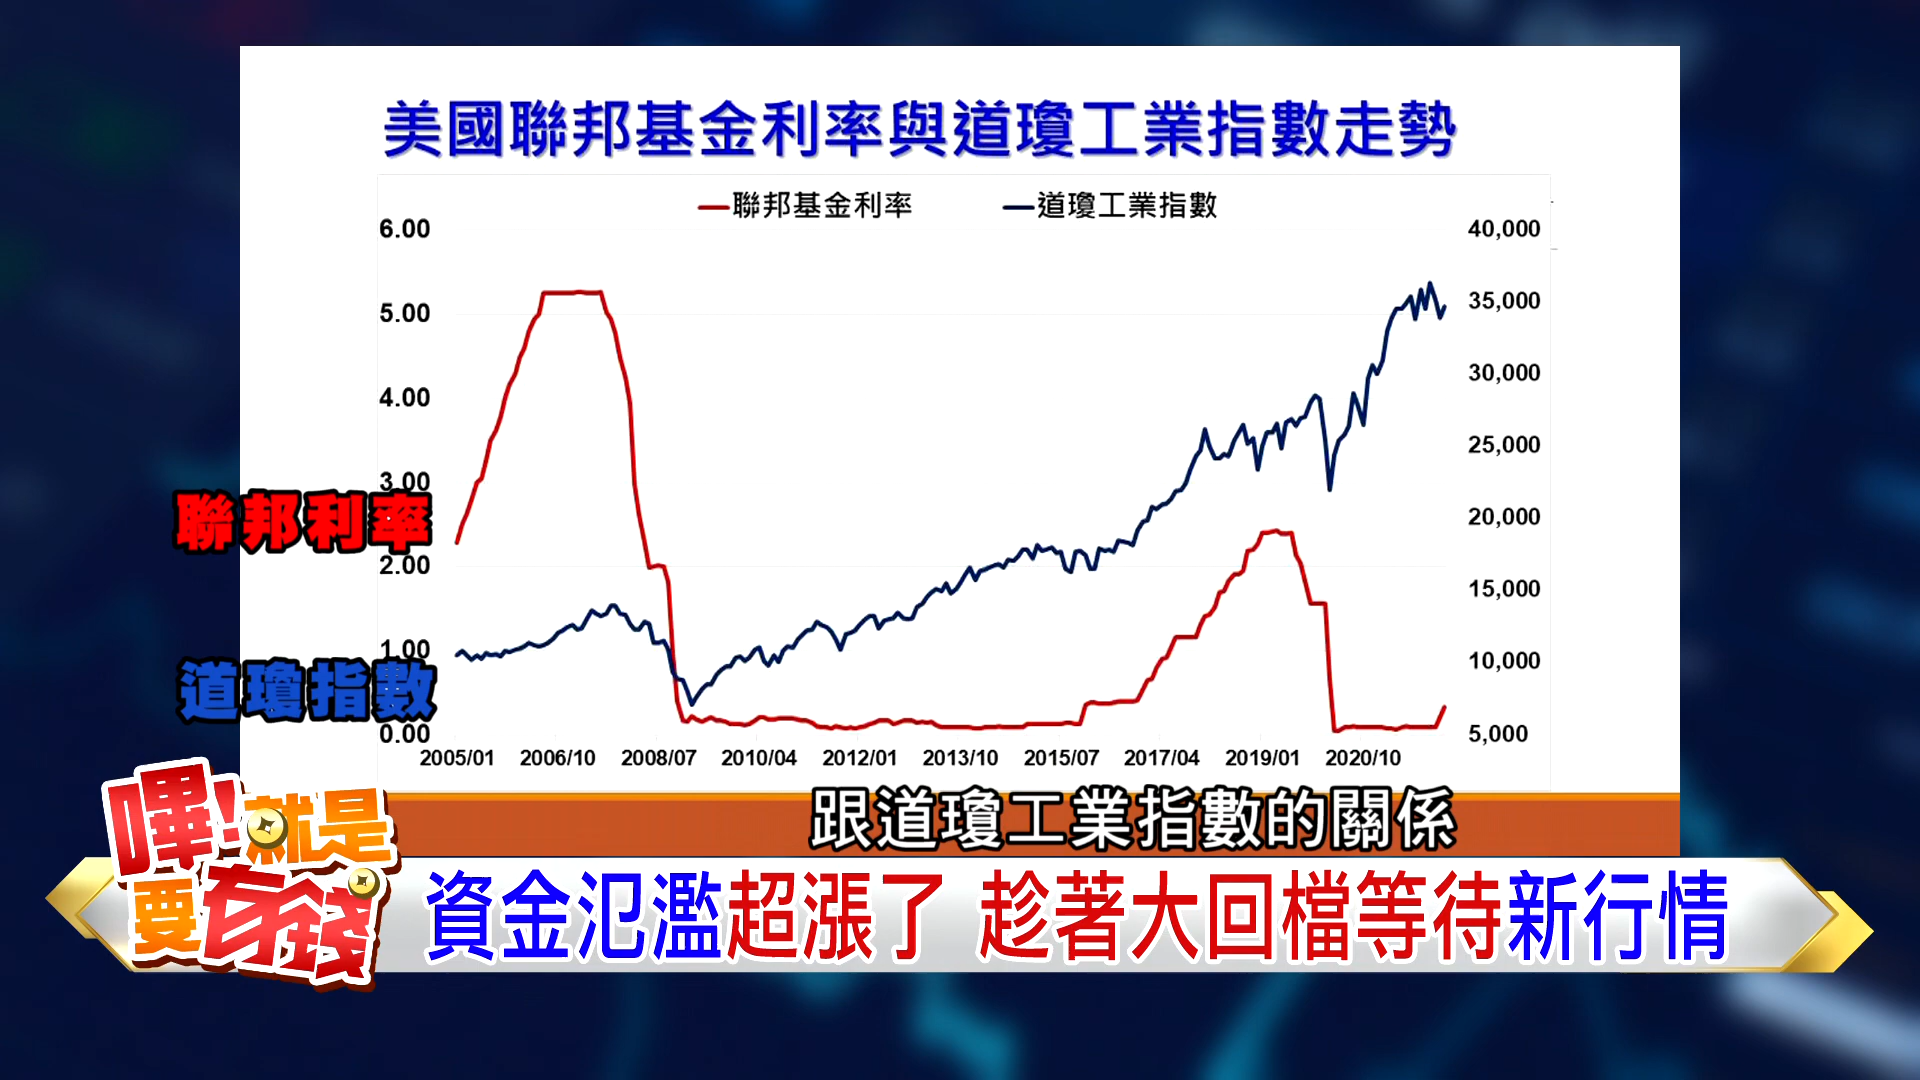 美國聯邦基金利率與道瓊工業指數走勢
聯邦基金利率 道瓊工業指數
6.00 40,000
5.00 35,000
4.00 30,000
3.00 25,000
聯邦利率 20,000
2.00 15,000
1.00 10,000
道瓊指數
0.00 5,000
2005/01 2006/10 2008/07 2010/04 2012/01 2013/10 2015/07 2017/04 2019/01 2020/10
跟道瓊工業指數的關係
嗶!就是
要有錢
資金氾濫超漲了 趁著大回檔等待新行情